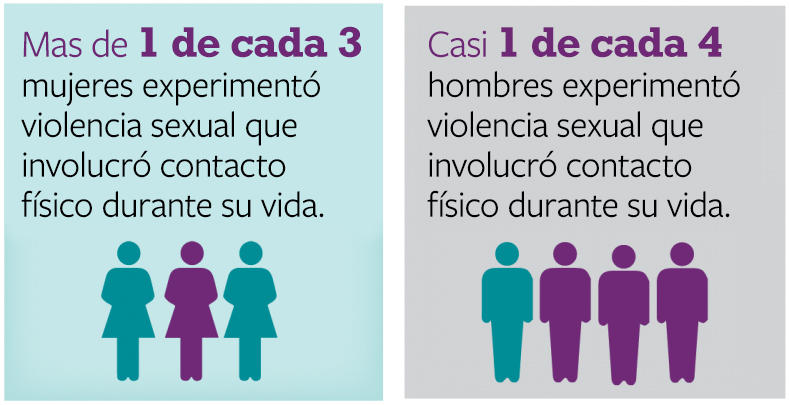 Mas de 1 de cada 3
mujeres experimentó
violencia sexual que
involucró contacto
físico durante su vida.
Casi 1 de cada 4
hombres experimentó
violencia sexual que
involucró contacto
físico durante su vida.